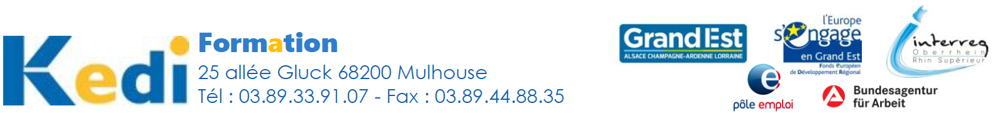 Kedi
Formation
25 allée Gluck 68200 Mulhouse
Tél : 03.89.33.91.07 - Fax : 03.89.44.88.35
GrandEst
ALSACE CHAMPAGNE-ARDENNE LORRAINE
l'Europe
s'engage
en Grand Est
Fonds européen
de Développement Régional
interreg
Oberrhein
Rhin Supérieur
e
pôle emploi
Bundesagentur
für Arbeit